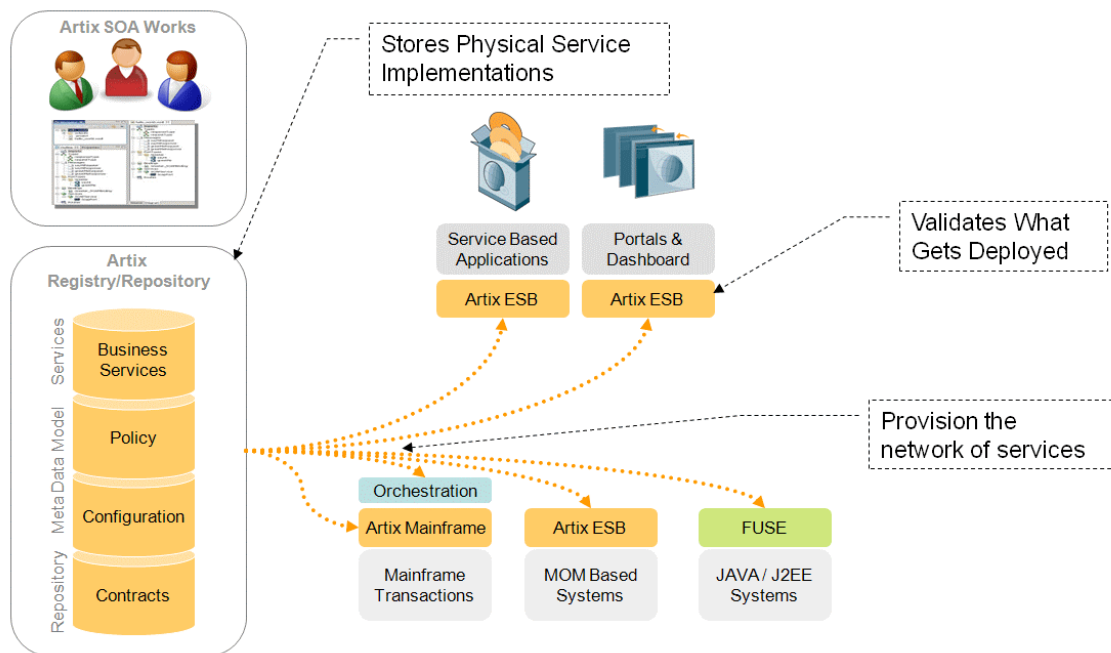 Artix SOA Works
Stores Physical Service
Implementations
Service Based
Applications
Artix ESB
Portals &
Dashboard
Artix ESB
Validates What
Gets Deployed
Artix
Registry/Repository
Services
Meta Data Model
Repository
Business
Services
Policy
Configuration
Contracts
Provision the
network of services
Orchestration
Artix Mainframe
Mainframe
Transactions
Artix ESB
MOM Based
Systems
FUSE
JAVA / J2EE
Systems